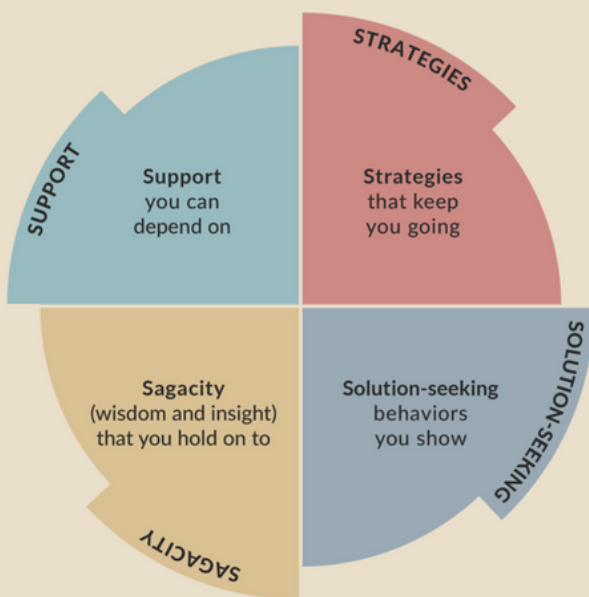 STRATEGIES
SUPPORT
Support
you can
depend on
Strategies
that keep
you going
Sagacity
(wisdom and insight)
that you hold on to
Solution-seeking
behaviors
you show
SOLUTION-SEEKING
SAGACITY